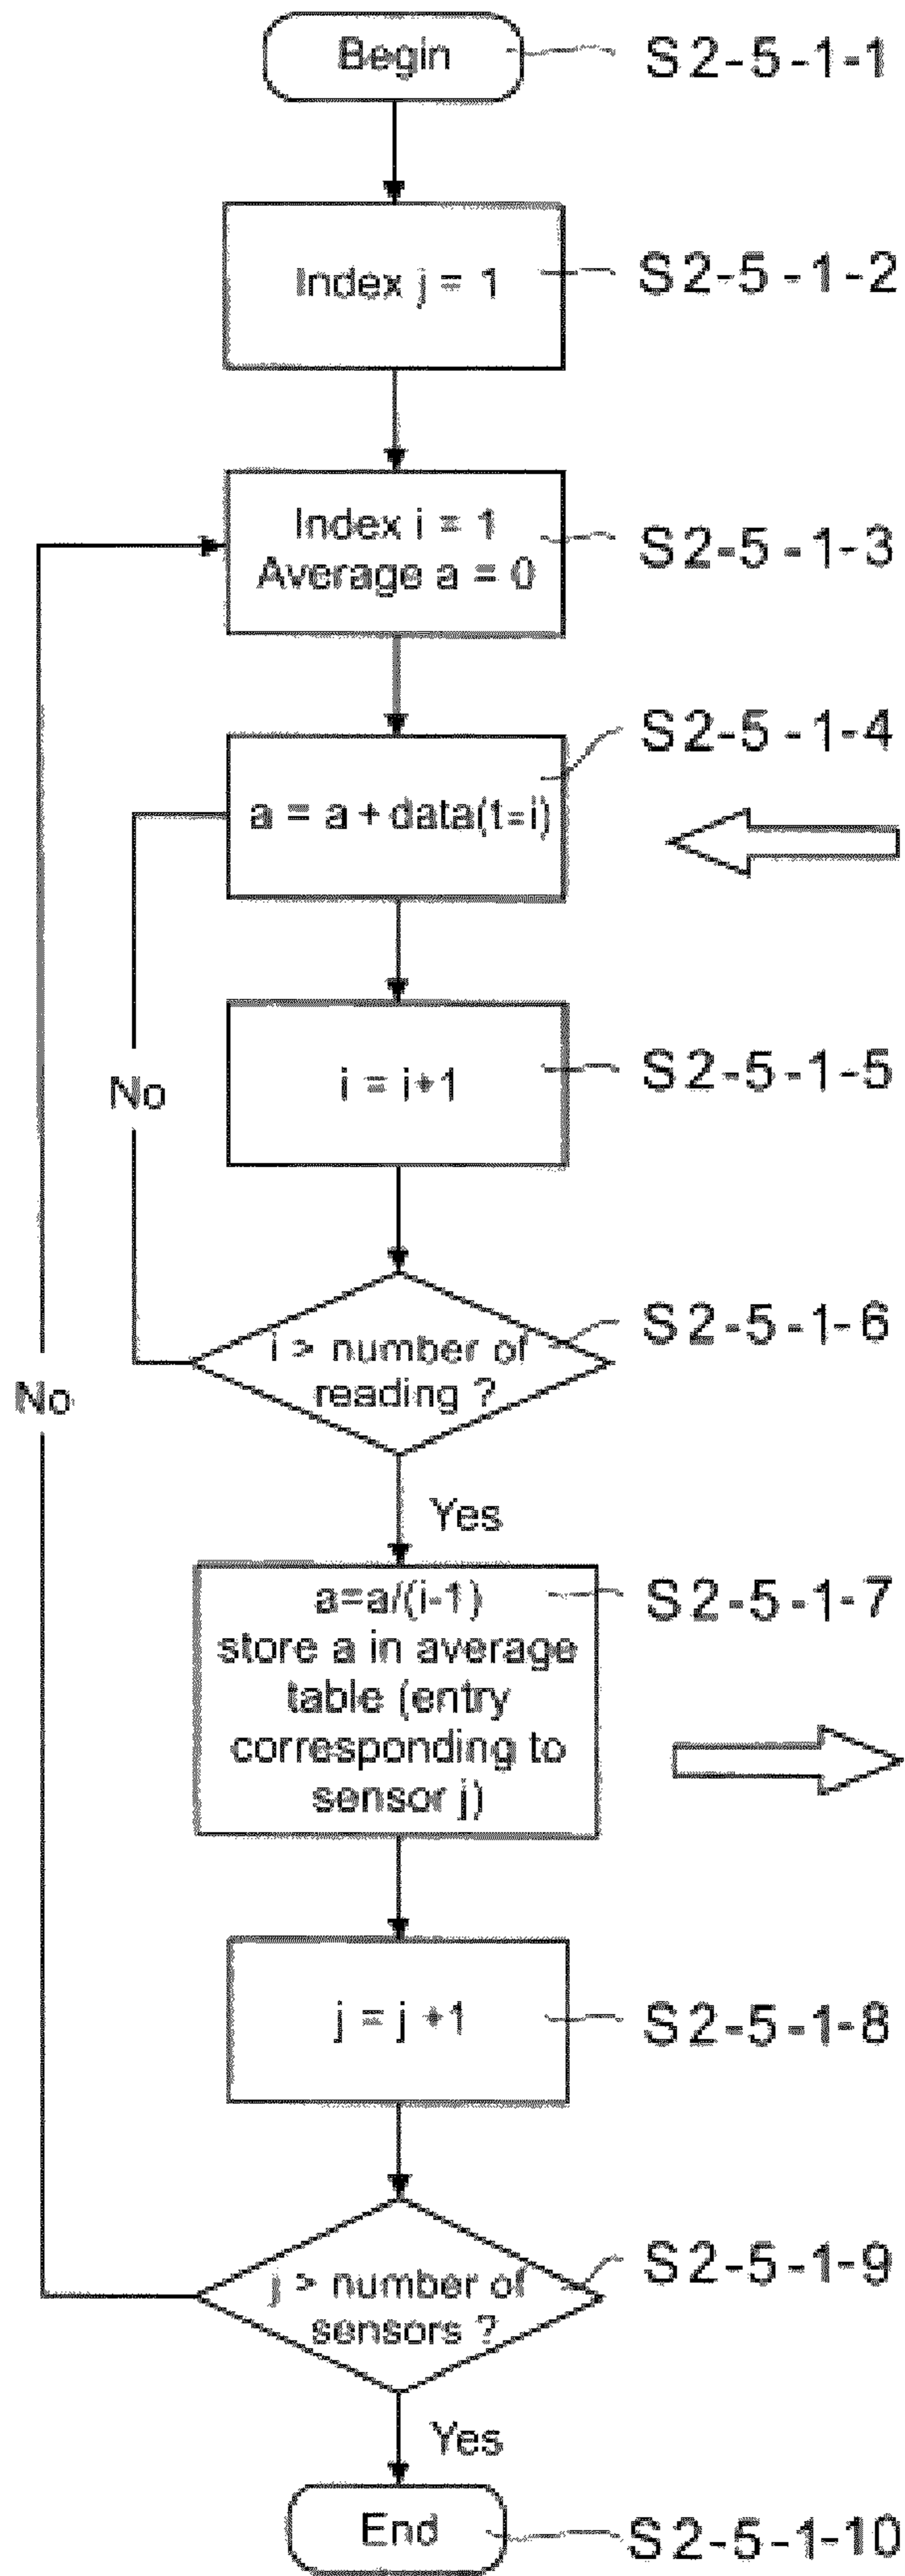 Begin
S2-5-1-1
Index j = 1
S2-5-1-2
Index i = 1
Average a = 0
S2-5-1-3
a = a + data(t=i)
S2-5-1-4
i = i+1
S2-5-1-5
No
i > number of
reading ?
S2-5-1-6
No
Yes
a=a/(i-1)
store a in average
table (entry
corresponding to
sensor j)
S2-5-1-7
j = j +1
S2-5-1-8
j > number of
sensors ?
S2-5-1-9
Yes
End
S2-5-1-10